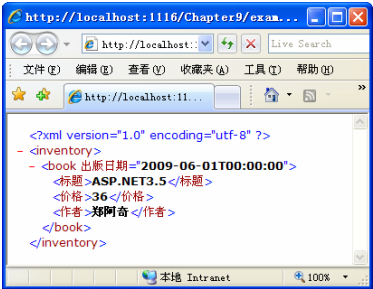 http://localhost:1116/Chapter9/exam...
http://localhost:
Live Search
文件(F) 编辑(E) 查看(V) 收藏夹(A) 工具(T) 帮助(H)
http://localhost:11...
»
<?xml version="1.0" encoding="utf-8" ?>
- <inventory>
- <book 出版日期="2009-06-01T00:00:00">
<标题>ASP.NET3.5</标题>
<价格>36</价格>
<作者>郑阿奇</作者>
</book>
</inventory>
本地 Intranet 100%